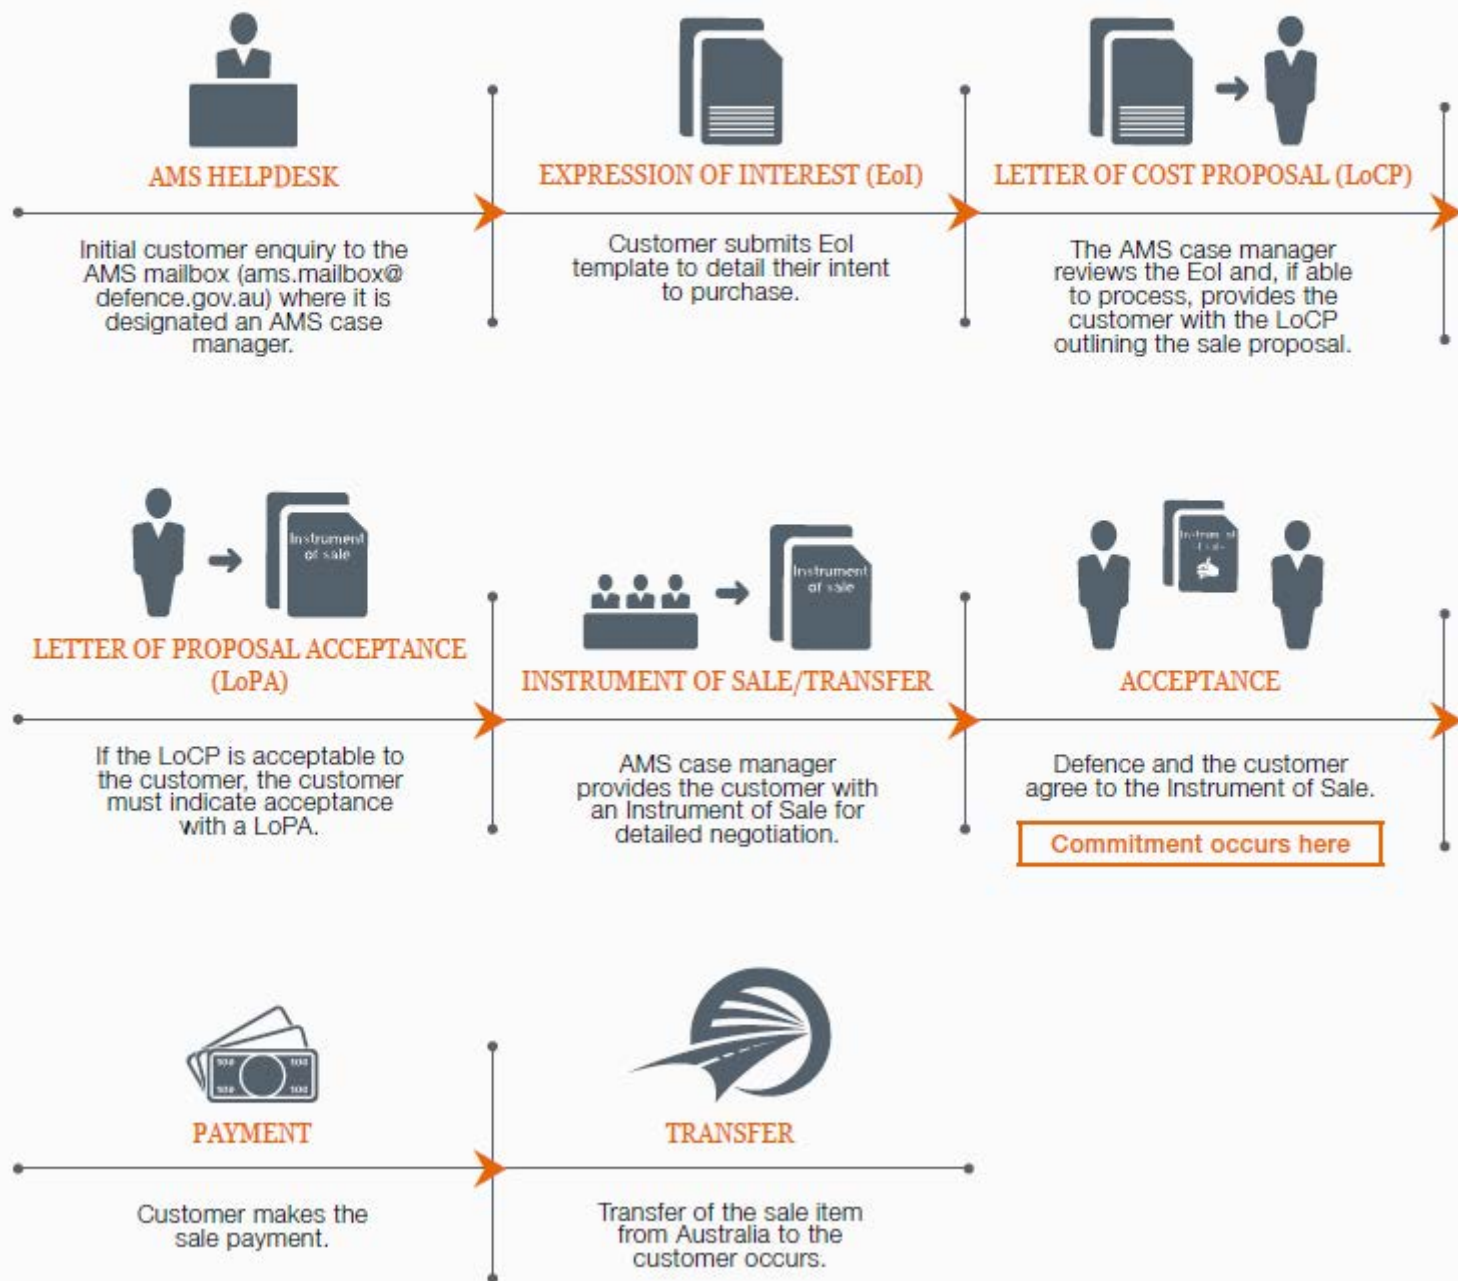 AMS HELPDESK
Initial customer enquiry to the
AMS mailbox (ams.mailbox@
defence.gov.au) where it is
designated an AMS case
manager.
EXPRESSION OF INTEREST (EoI)
Customer submits EoI
template to detail their intent
to purchase.
LETTER OF COST PROPOSAL (LoCP)
The AMS case manager
reviews the EoI and, if able
to process, provides the
customer with the LoCP
outlining the sale proposal.
Instrument
of sale
LETTER OF PROPOSAL ACCEPTANCE
(LoPA)
If the LoCP is acceptable to
the customer, the customer
must indicate acceptance
with a LoPA.
Instrument
of sale
INSTRUMENT OF SALE/TRANSFER
AMS case manager
provides the customer with
an Instrument of Sale for
detailed negotiation.
ACCEPTANCE
Defence and the customer
agree to the Instrument of Sale.
Commitment occurs here
100 100
100 100
PAYMENT
Customer makes the
sale payment.
TRANSFER
Transfer of the sale item
from Australia to the
customer occurs.